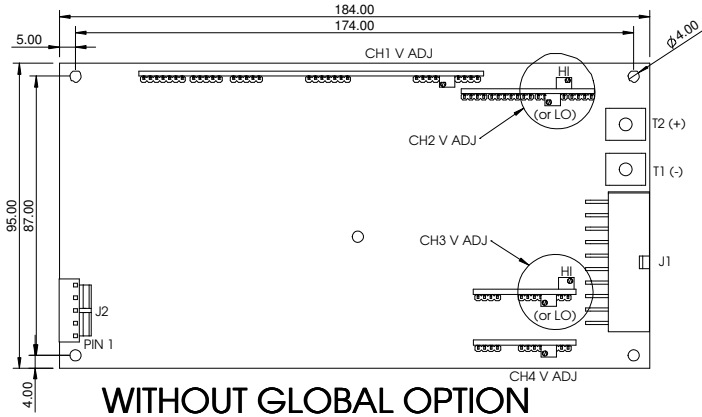 184.00
174.00
5.00
Ø4.00
CH1 V ADJ
HI
(or LO)
T2 (+)
CH2 V ADJ
T1 (-)
95.00
87.00
CH3 V ADJ
HI
J1
J2
(or LO)
PIN 1
CH4 V ADJ
4.00
WITHOUT GLOBAL OPTION